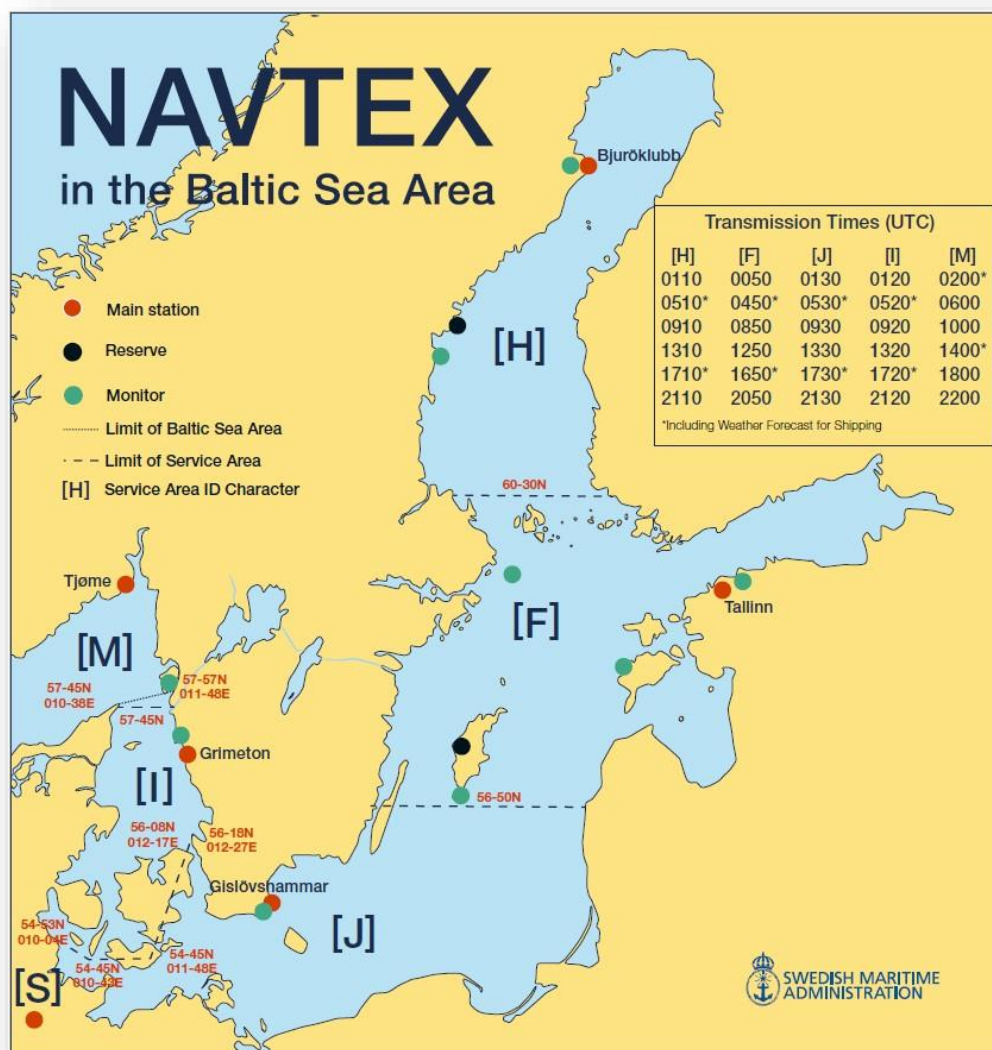 NAVTEX
in the Baltic Sea Area
Main station
Reserve
Monitor
Limit of Baltic Sea Area
Limit of Service Area
[H] Service Area ID Character
Bjuröklubb
Transmission Times (UTC)
[H] [F] [J] [I] [M]
0110 0050 0130 0120 0200*
0510* 0450* 0530* 0520* 0600
0910 0850 0930 0920 1000
1310 1250 1330 1320 1400*
1710* 1650* 1730* 1720* 1800
2110 2050 2130 2120 2200
*Including Weather Forecast for Shipping
[H]
60-30N
Tjøme
[F]
Tallinn
[M]
57-45N
010-38E
57-57N
011-48E
57-45N
Grimeton
[I]
56-50N
56-08N
012-17E
56-18N
012-27E
Gislövshammar
[J]
54-53N
010-04E
54-45N
010-43E
54-45N
011-48E
[S]
SWEDISH MARITIME
ADMINISTRATION